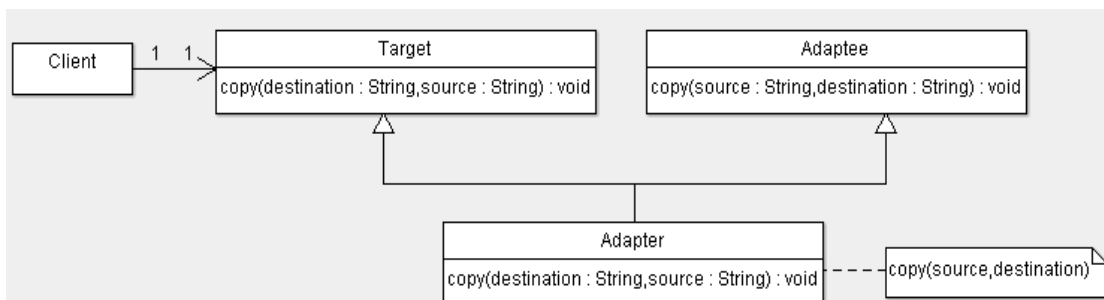 Client
1 1
Target
copy(destination : String,source : String) : void
Adaptee
copy(source : String,destination : String) : void
Adapter
copy(destination : String,source : String) : void
copy(source,destination)